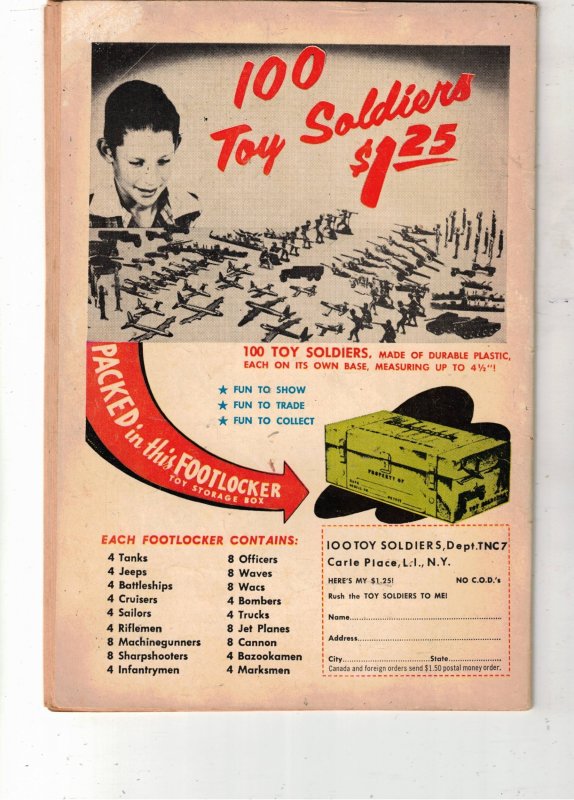 100
Toy Soldiers
$1.25
100 TOY SOLDIERS, MADE OF DURABLE PLASTIC,
EACH ON ITS OWN BASE, MEASURING UP TO 4½"!
★ FUN TO SHOW
★ FUN TO TRADE
★ FUN TO COLLECT
PACKED in this FOOTLOCKER
TOY STORAGE BOX
PROPERTY OF
EACH FOOTLOCKER CONTAINS:
4 Tanks
4 Jeeps
4 Battleships
4 Cruisers
4 Sailors
4 Riflemen
8 Machinegunners
8 Sharpshooters
4 Infantrymen
8 Officers
8 Waves
8 Wacs
4 Bombers
4 Trucks
8 Jet Planes
8 Cannon
4 Bazookamen
4 Marksmen
100 TOY SOLDIERS, Dept. TNC7
Carle Place, L.I., N.Y.
HERE'S MY $1.25! NO C.O.D.'s
Rush the TOY SOLDIERS TO ME!
Name
Address
City State
Canada and foreign orders send $1.50 postal money order.